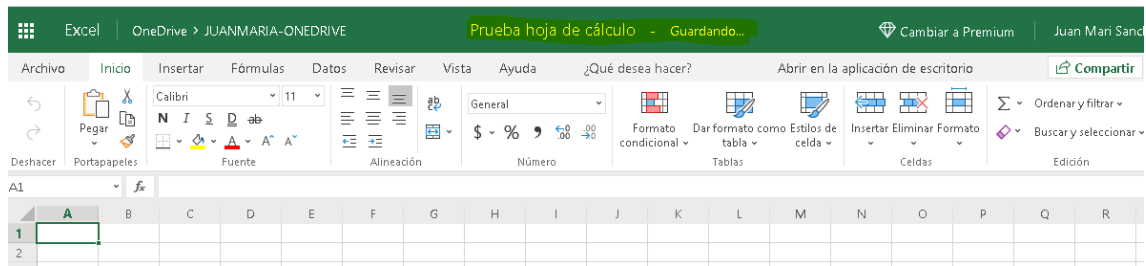 Excel OneDrive > JUANMARIA-ONEDRIVE Prueba hoja de cálculo - Guardando... Cambiar a Premium Juan Mari Sanc
Archivo Inicio Insertar Fórmulas Datos Revisar Vista Ayuda ¿Qué desea hacer? Abrir en la aplicación de escritorio Compartir
Calibri 11 ab General Σ Ordenar y filtrar
Pegar N I S D ab A A A $ % Formato condicional Dar formato como tabla Estilos de celda Insertar Eliminar Formato Buscar y seleccionar
Deshacer Portapapeles Fuente Alineación Número Tablas Celdas Edición
A1 fx
A B C D E F G H I J K L M N O P Q R
1
2